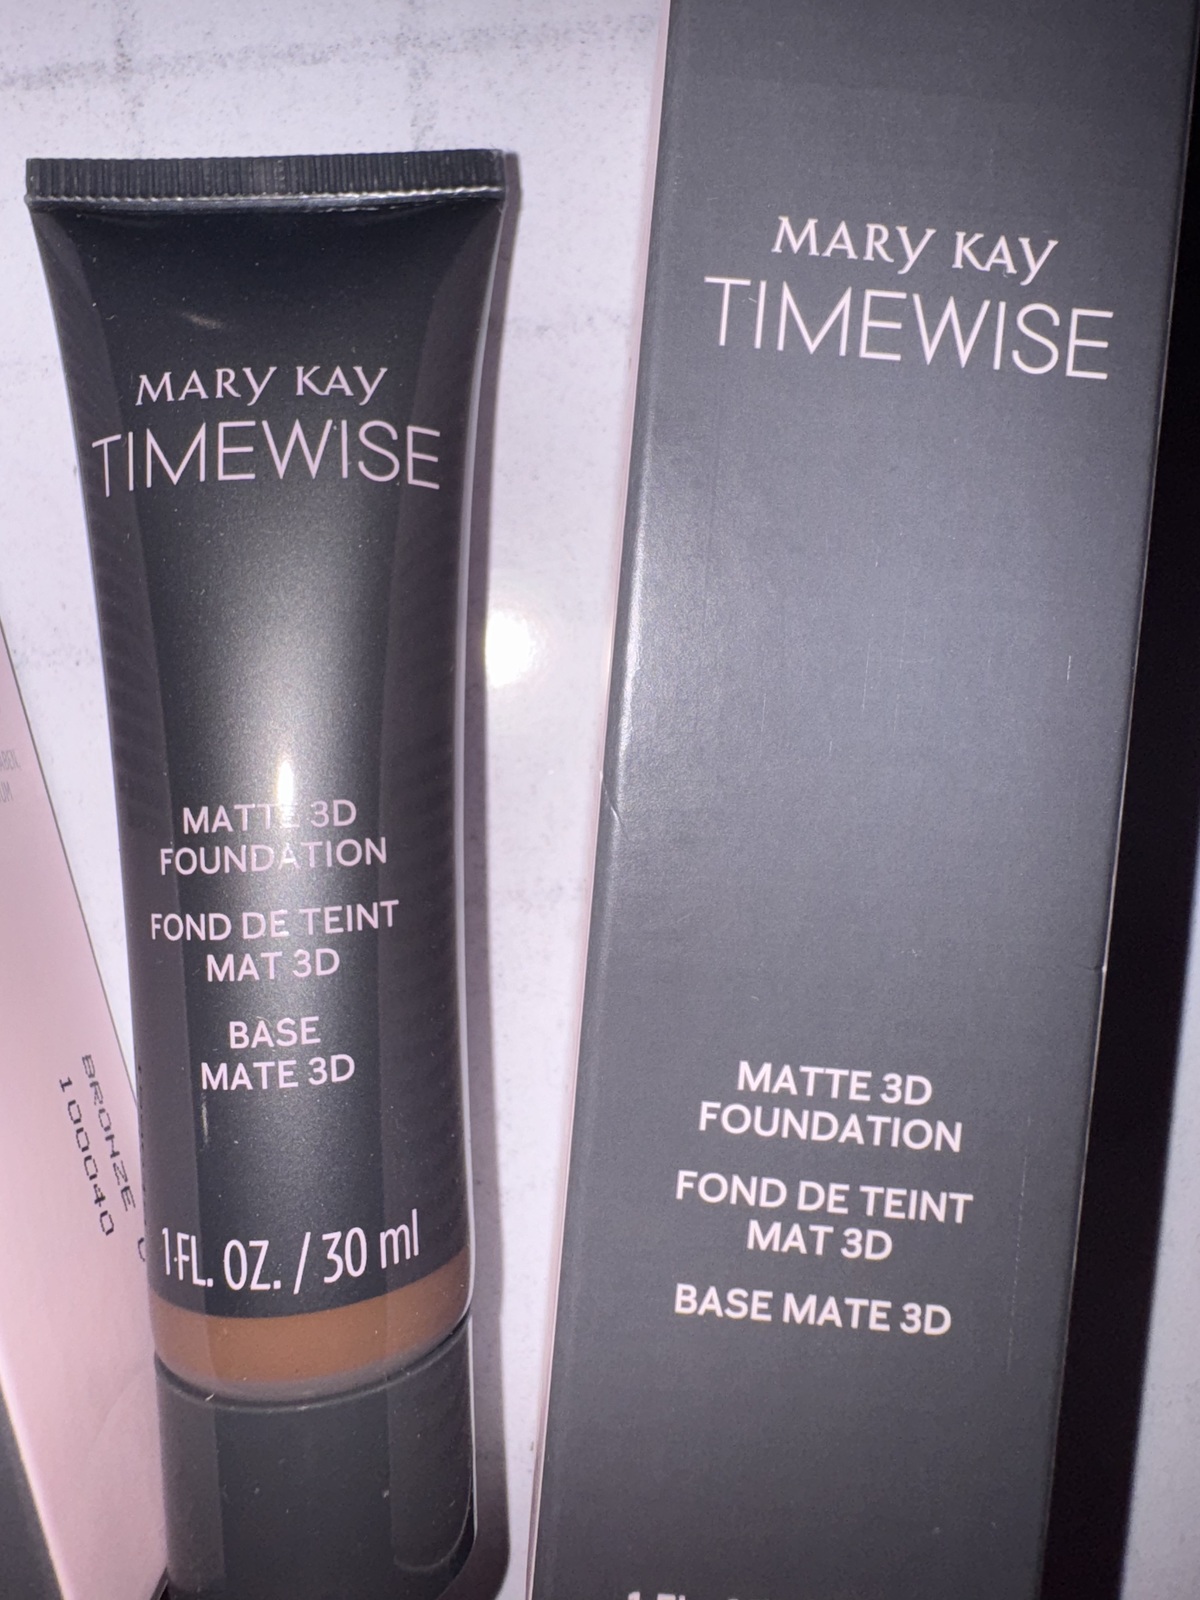 MARY KAY
TIMEWISE
MATTE 3D
FOUNDATION
FOND DE TEINT
MAT 3D
BASE
MATE 3D
1 FL. OZ. / 30 ml
MARY KAY
TIMEWISE
MATTE 3D
FOUNDATION
FOND DE TEINT
MAT 3D
BASE MATE 3D
BRONZE
100040